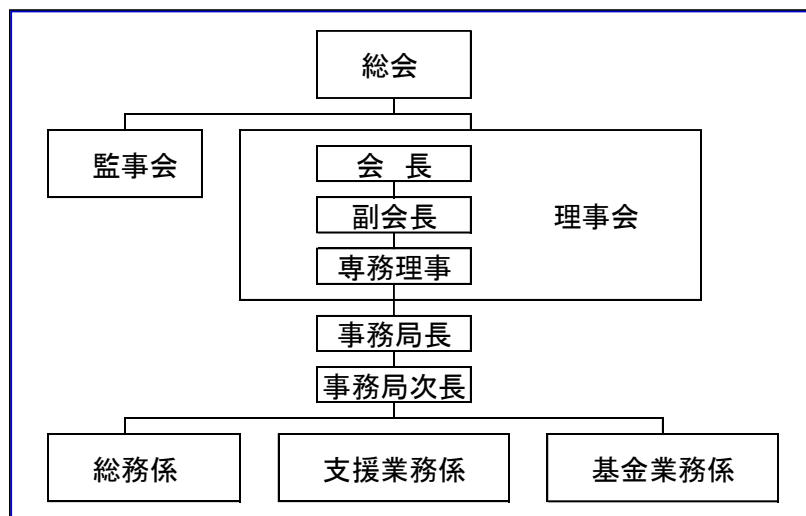 総会
監事会
会　長
副会長
理事会
専務理事
事務局長
事務局次長
総務係
支援業務係
基金業務係